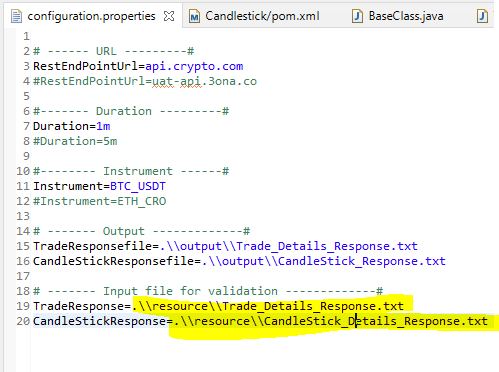 configuration.properties
Candlestick/pom.xml
BaseClass.java
1
2 # ------ URL ---------#
3 RestEndPointUrl=api.crypto.com
4 #RestEndPointUrl=uat-api.3ona.co
5
6 #------- Duration ---------#
7 Duration=1m
8 #Duration=5m
9
10 #-------- Instrument ------#
11 Instrument=BTC_USDT
12 #Instrument=ETH_CRO
13
14 # ------- Output -------------#
15 TradeResponsefile=.\\output\\Trade_Details_Response.txt
16 CandleStickResponsefile=.\\output\\CandleStick_Response.txt
17
18 # ------- Input file for validation -------------#
19 TradeResponse=.\\resource\\Trade_Details_Response.txt
20 CandleStickResponse=.\\resource\\CandleStick_Details_Response.txt